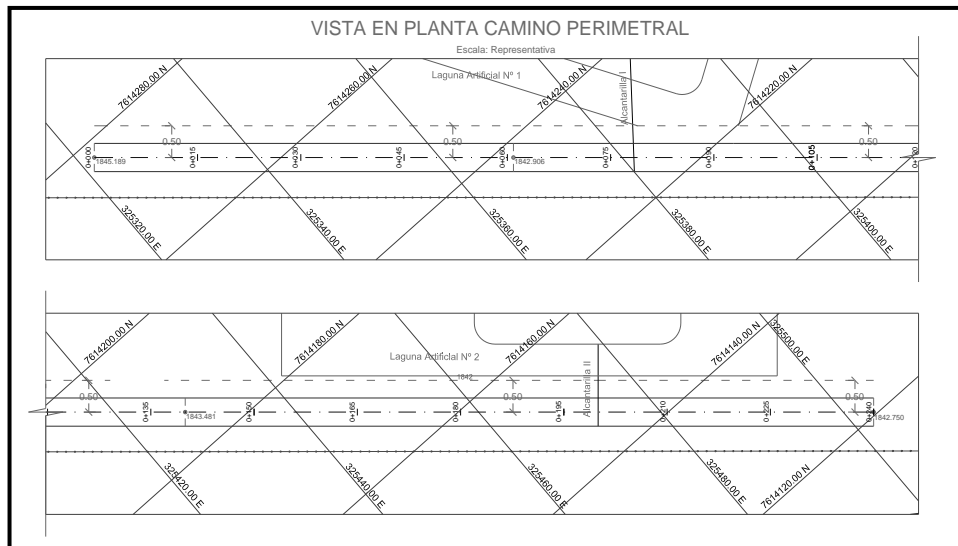 VISTA EN PLANTA CAMINO PERIMETRAL
Escala: Representativa
Laguna Artificial Nº 1
Alcantarilla I
7614280.00 N
7614260.00 N
7614240.00 N
7614220.00 N
0.50
0.50
0.50
0+000
1845.189
0+015
0+030
0+045
0+060
1842.906
0+075
0+090
0+105
0+120
325320.00 E
325340.00 E
325360.00 E
325380.00 E
325400.00 E
7614200.00 N
7614180.00 N
7614160.00 N
7614140.00 N
325500.00 E
Laguna Artificial Nº 2
1842
Alcantarilla II
0.50
0.50
0.50
0+135
1843.481
0+150
0+165
0+180
0+195
0+210
0+225
0+240
1842.750
325420.00 E
325440.00 E
325460.00 E
325480.00 E
7614120.00 N